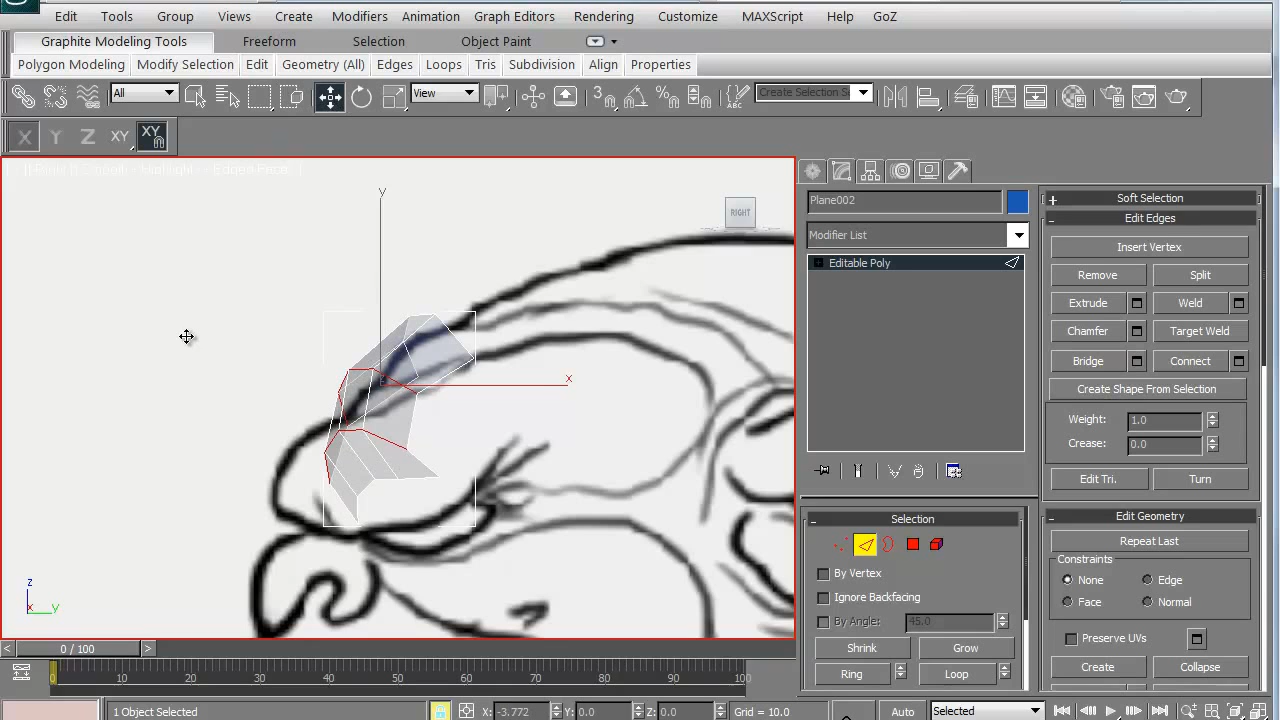 Edit Tools Group Views Create Modifiers Animation Graph Editors Rendering Customize MAXScript Help GoZ
Graphite Modeling Tools Freeform Selection Object Paint
Polygon Modeling Modify Selection Edit Geometry (All) Edges Loops Tris Subdivision Align Properties
All View Create Selection Se
X Y Z XY XY
RIGHT
y
x
z
x y
Plane002
Modifier List
Editable Poly
Selection
By Vertex
Ignore Backfacing
By Angle: 45.0
Shrink Grow
Ring Loop
Soft Selection
Edit Edges
Insert Vertex
Remove Split
Extrude Weld
Chamfer Target Weld
Bridge Connect
Create Shape From Selection
Weight: 1.0
Crease: 0.0
Edit Tri. Turn
Edit Geometry
Repeat Last
Constraints
None Edge
Face Normal
Preserve UVs
Create Collapse
< 0 / 100 >
0 10 20 30 40 50 60 70 80 90 100
1 Object Selected X: -3.772 Y: 0.0 Z: 0.0 Grid = 10.0 Auto Selected